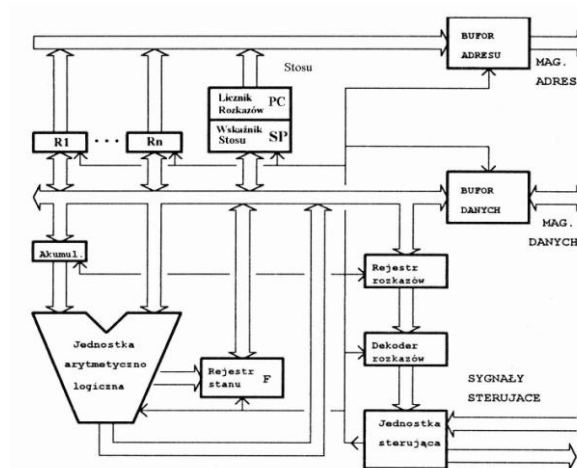 BUFOR
ADRESU
MAG.
ADRES
Stosu
Licznik
Rozkazów PC
Wskaźnik
Stosu SP
R1 ... Rn
BUFOR
DANYCH
MAG.
DANYCH
Akumul.
Rejestr
rozkazów
Jednostka
arytmetyczno
logiczna
Rejestr
stanu F
Dekoder
rozkazów
SYGNAŁY
STERUJACE
Jednostka
sterująca